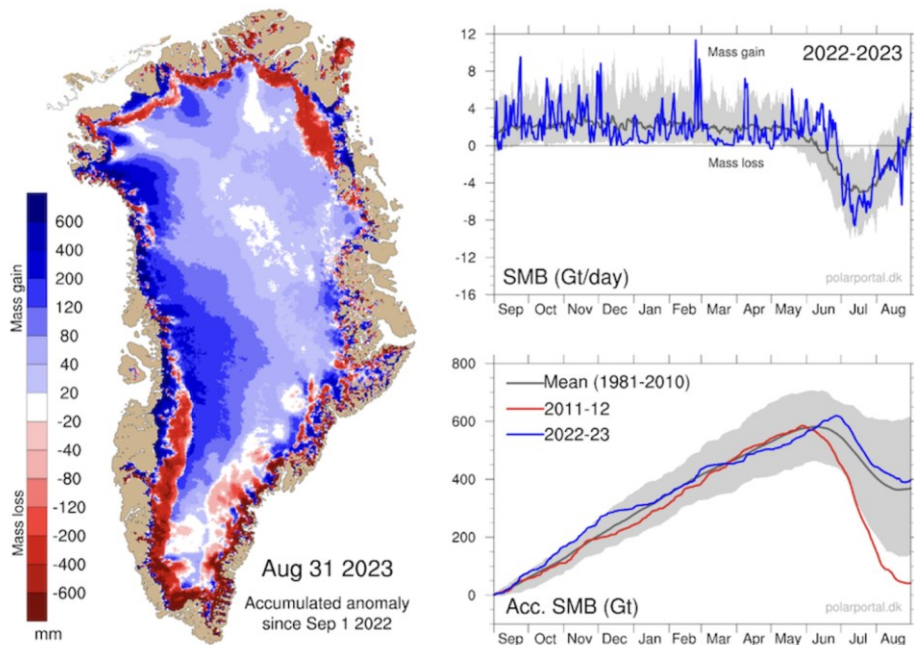 Mass gain
Mass loss
600
400
200
120
80
40
20
-20
-40
-80
-120
-200
-400
-600
mm
Aug 31 2023
Accumulated anomaly
since Sep 1 2022
12
8
4
0
-4
-8
-12
-16
Mass gain
2022-2023
Mass loss
SMB (Gt/day)
polarportal.dk
Sep Oct Nov Dec Jan Feb Mar Apr May Jun Jul Aug
800
600
400
200
0
Mean (1981-2010)
2011-12
2022-23
Acc. SMB (Gt)
polarportal.dk
Sep Oct Nov Dec Jan Feb Mar Apr May Jun Jul Aug